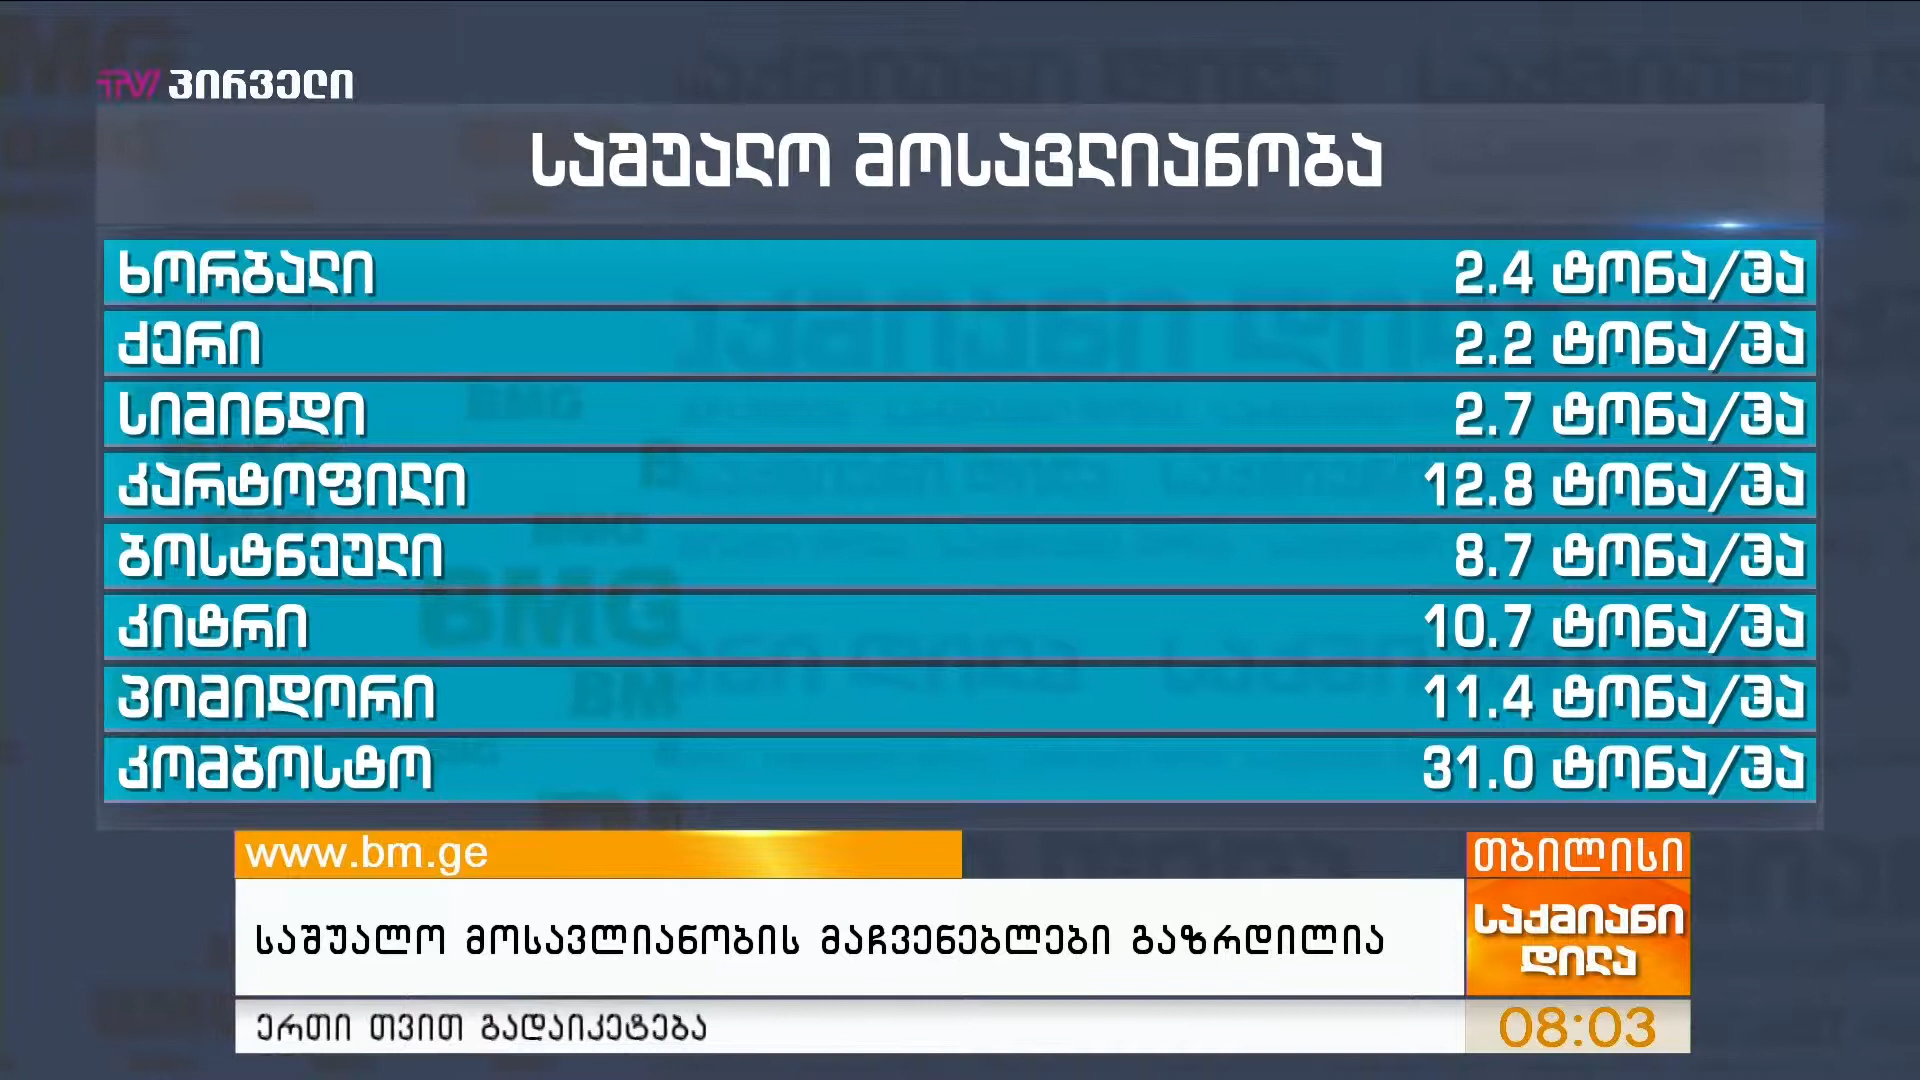 TV პირველი
საშუალო მოსავლიანობა
ხორბალი 2.4 ტონა/ჰა
ქერი 2.2 ტონა/ჰა
სიმინდი 2.7 ტონა/ჰა
კარტოფილი 12.8 ტონა/ჰა
ბოსტნეული 8.7 ტონა/ჰა
კიტრი 10.7 ტონა/ჰა
პომიდორი 11.4 ტონა/ჰა
კომბოსტო 31.0 ტონა/ჰა
www.bm.ge
თბილისი
საშუალო მოსავლიანობის მაჩვენებლები გაზრდილია
საქმიანი
დილა
ერთი თვით გადაიკეტება
08:03